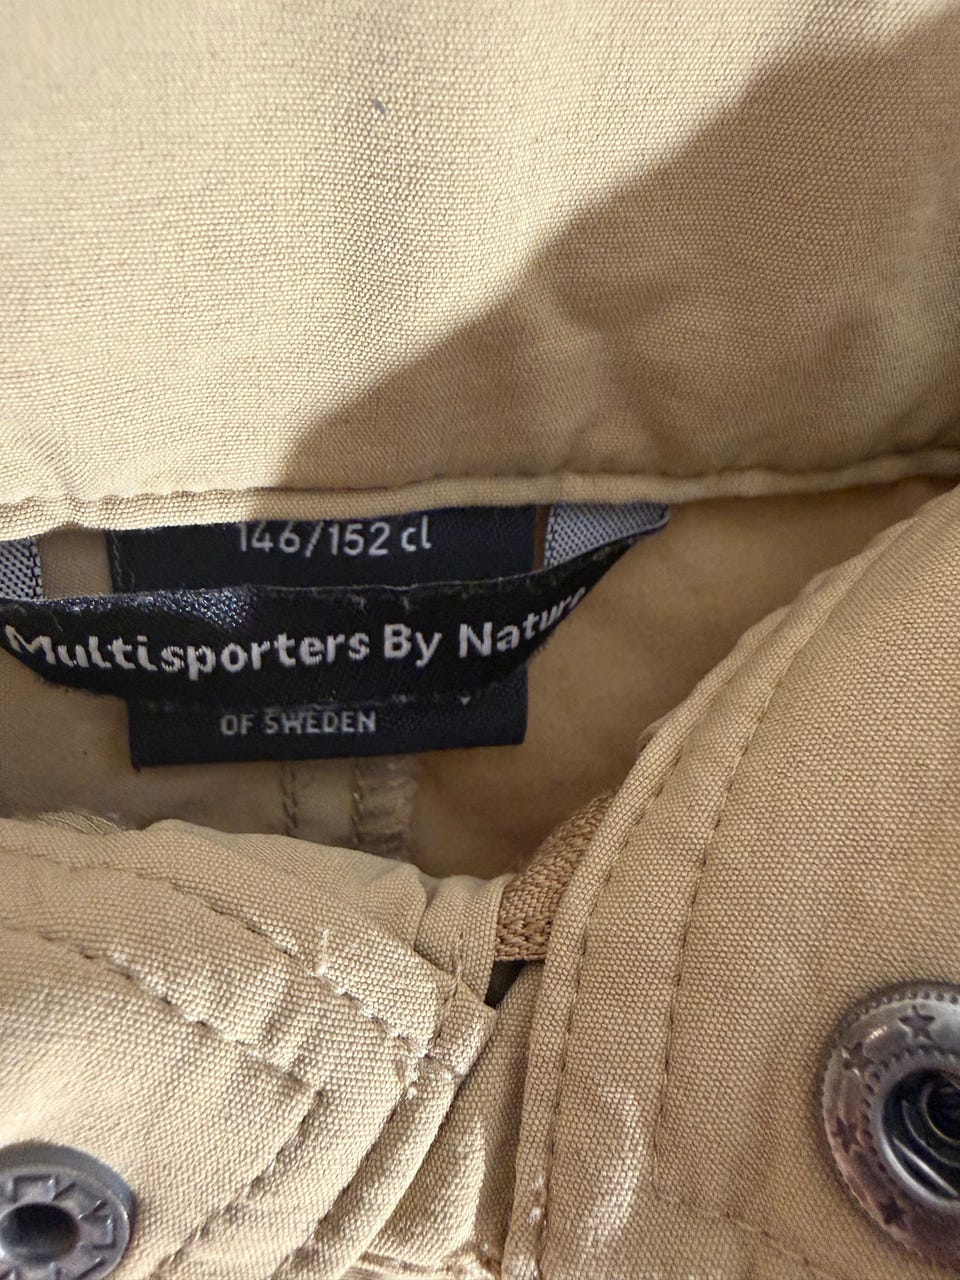 146/152 cl
Multisporters By Nature
OF SWEDEN